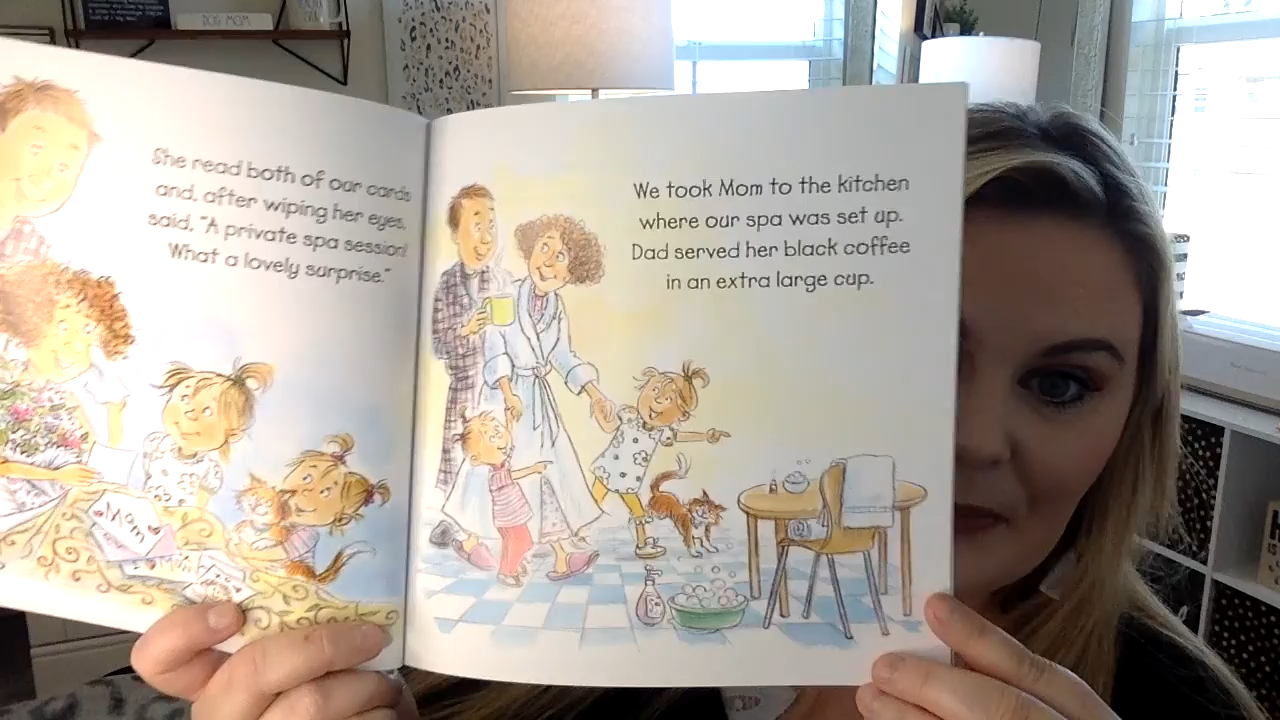 DOG MOM
She read both of our cards
and, after wiping her eyes,
said, "A private spa session!
What a lovely surprise."
We took Mom to the kitchen
where our spa was set up.
Dad served her black coffee
in an extra large cup.
Mom
Mom